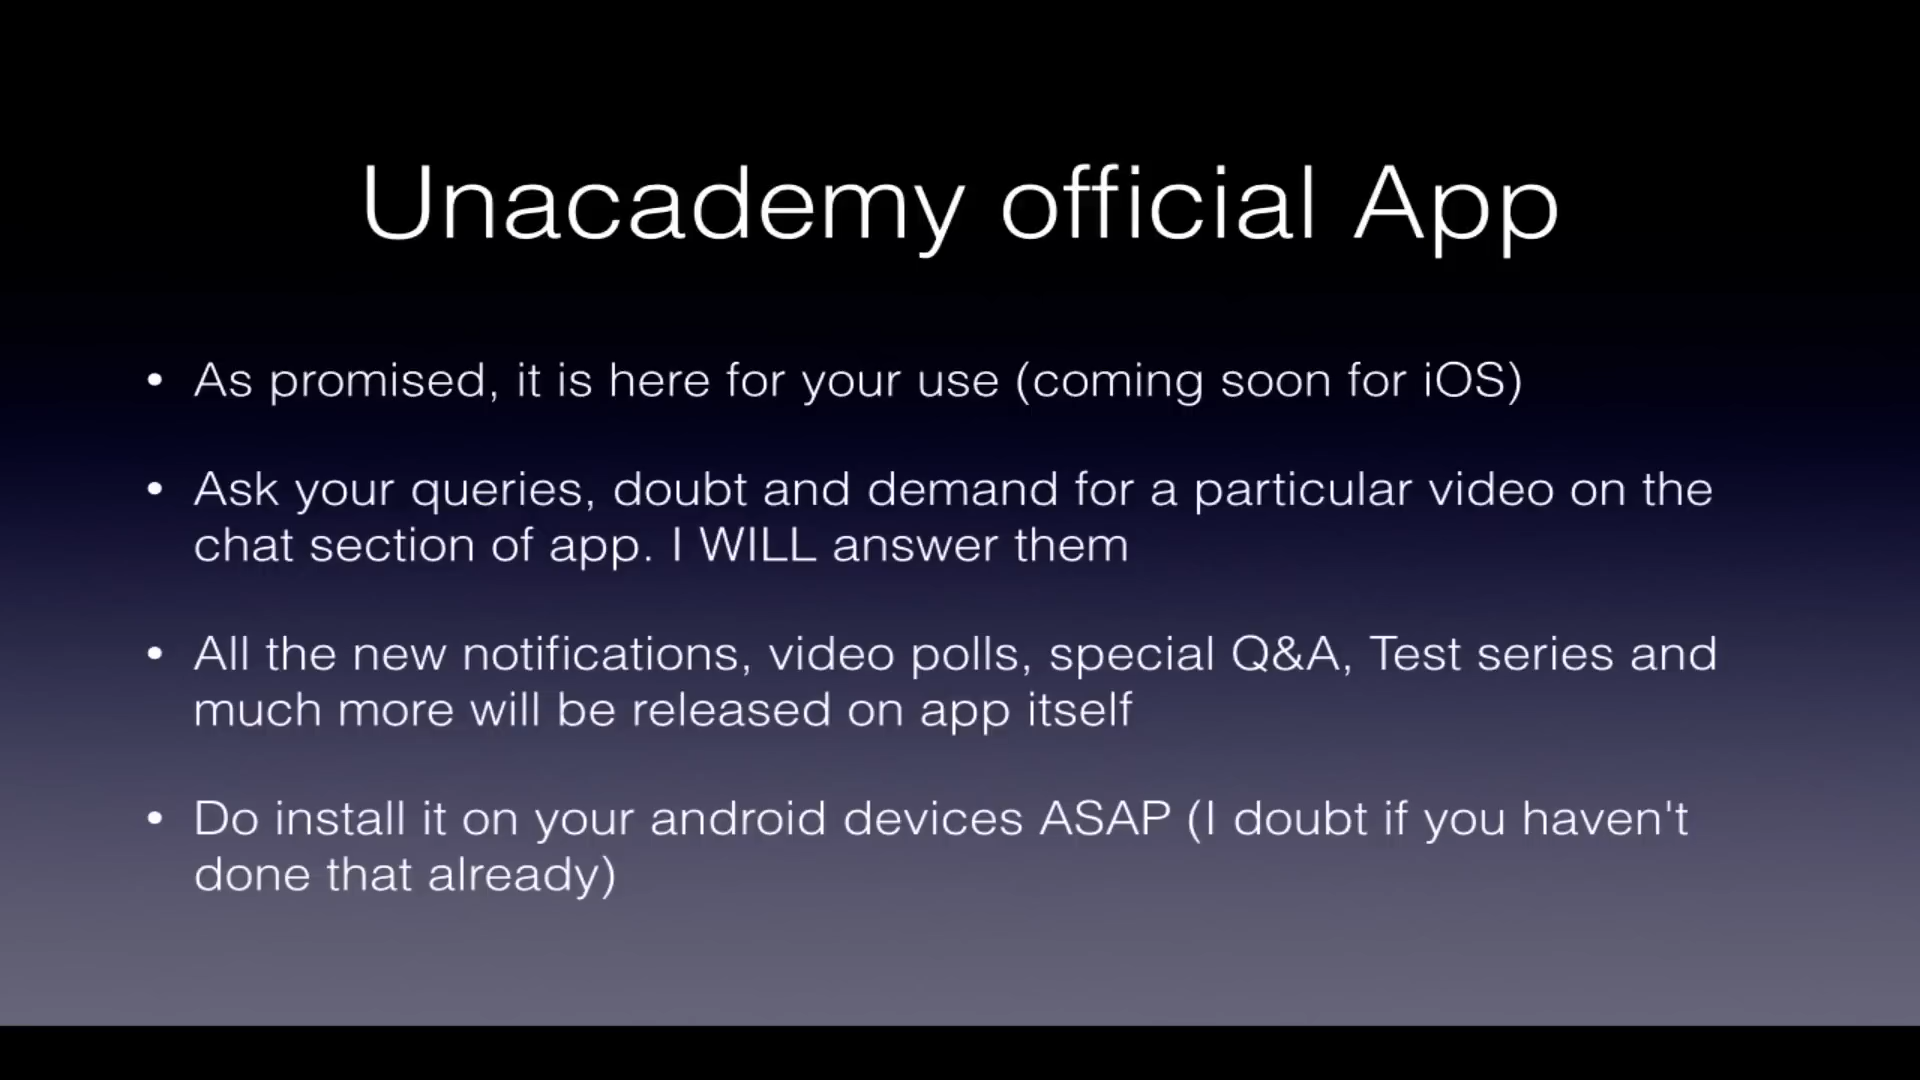 Unacademy official App
• As promised, it is here for your use (coming soon for iOS)
• Ask your queries, doubt and demand for a particular video on the
chat section of app. I WILL answer them
• All the new notifications, video polls, special Q&A, Test series and
much more will be released on app itself
• Do install it on your android devices ASAP (I doubt if you haven't
done that already)